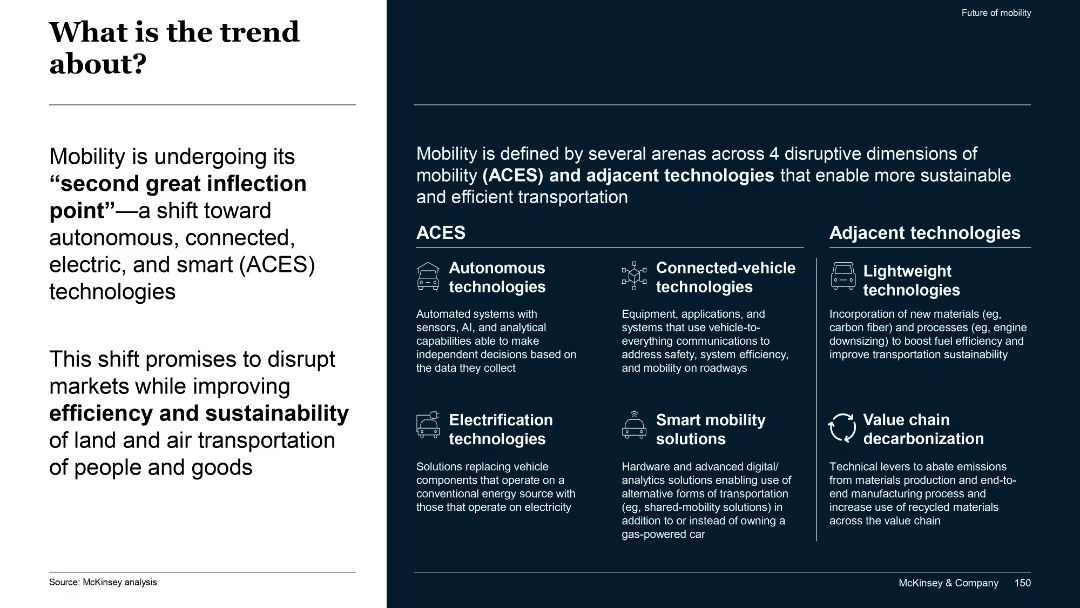 What is the trend
about?
Mobility is undergoing its
“second great inflection
point”—a shift toward
autonomous, connected,
electric, and smart (ACES)
technologies
This shift promises to disrupt
markets while improving
efficiency and sustainability
of land and air transportation
of people and goods
Source: McKinsey analysis
Future of mobility
Mobility is defined by several arenas across 4 disruptive dimensions of
mobility (ACES) and adjacent technologies that enable more sustainable
and efficient transportation
ACES
Autonomous
technologies
Automated systems with
sensors, AI, and analytical
capabilities able to make
independent decisions based on
the data they collect
Connected-vehicle
technologies
Equipment, applications, and
systems that use vehicle-to-
everything communications to
address safety, system efficiency,
and mobility on roadways
Electrification
technologies
Solutions replacing vehicle
components that operate on a
conventional energy source with
those that operate on electricity
Smart mobility
solutions
Hardware and advanced digital/
analytics solutions enabling use of
alternative forms of transportation
(eg, shared-mobility solutions) in
addition to or instead of owning a
gas-powered car
Adjacent technologies
Lightweight
technologies
Incorporation of new materials (eg,
carbon fiber) and processes (eg, engine
downsizing) to boost fuel efficiency and
improve transportation sustainability
Value chain
decarbonization
Technical levers to abate emissions
from materials production and end-to-
end manufacturing process and
increase use of recycled materials
across the value chain
McKinsey & Company 150